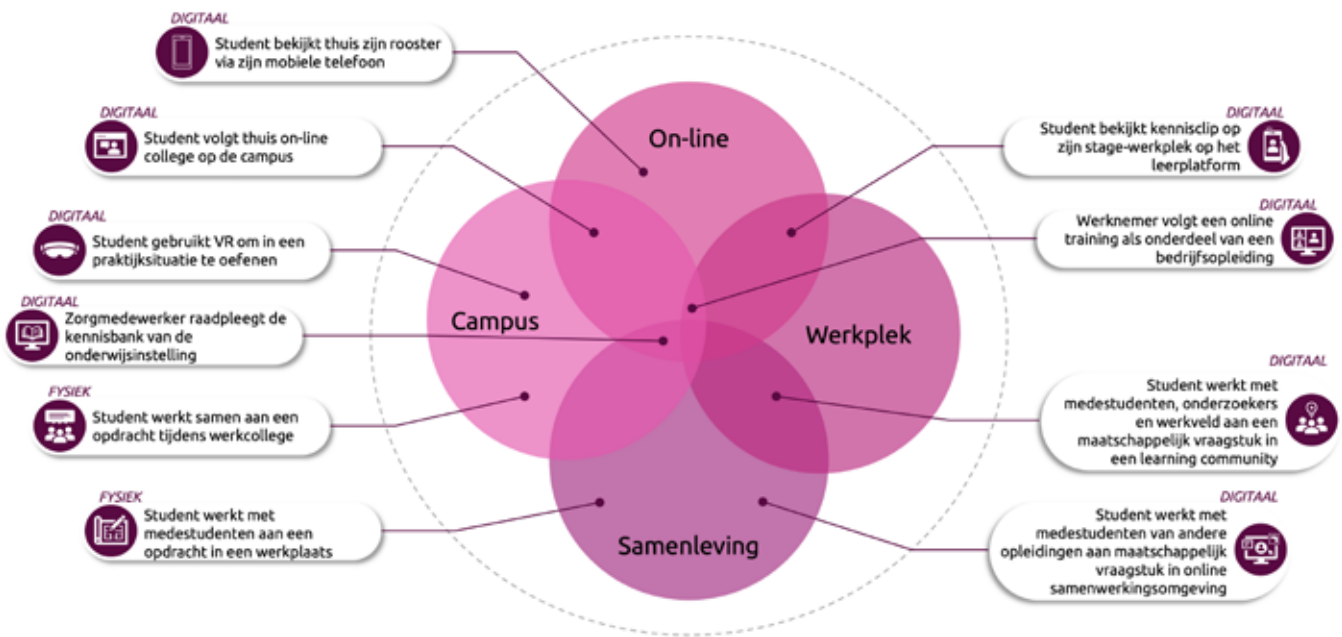 DIGITAAL
Student bekijkt thuis zijn rooster
via zijn mobiele telefoon
DIGITAAL
Student volgt thuis on-line
college op de campus
DIGITAAL
Student gebruikt VR om in een
praktijksituatie te oefenen
DIGITAAL
Zorgmedewerker raadpleegt de
kennisbank van de
onderwijsinstelling
FYSIEK
Student werkt samen aan een
opdracht tijdens werkcollege
FYSIEK
Student werkt met
medestudenten aan een
opdracht in een werkplaats
On-line
Campus
Werkplek
Samenleving
DIGITAAL
Student bekijkt kennisclip op
zijn stage-werkplek op het
leerplatform
DIGITAAL
Werknemer volgt een online
training als onderdeel van een
bedrijfsopleiding
DIGITAAL
Student werkt met
medestudenten, onderzoekers
en werkveld aan een
maatschappelijk vraagstuk in
een learning community
DIGITAAL
Student werkt met
medestudenten van andere
opleidingen aan maatschappelijk
vraagstuk in online
samenwerkingsomgeving